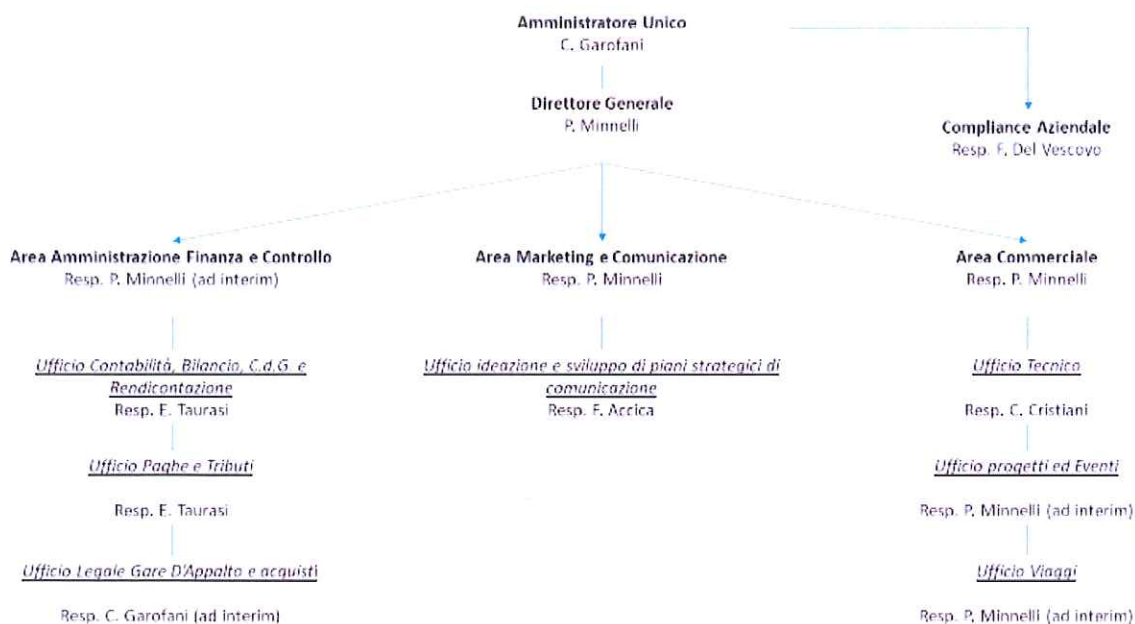 Amministratore Unico
C. Garofani
Direttore Generale
P. Minnelli
Compliance Aziendale
Resp. F. Del Vescovo
Area Amministrazione Finanza e Controllo
Resp. P. Minnelli (ad interim)
Area Marketing e Comunicazione
Resp. P. Minnelli
Area Commerciale
Resp. P. Minnelli
Ufficio Contabilità, Bilancio, C.d.G. e
Rendicontazione
Resp. E. Taurasi
Ufficio Paghe e Tributi
Resp. E. Taurasi
Ufficio Legale Gare D'Appalto e acquisti
Resp. C. Garofani (ad interim)
Ufficio ideazione e sviluppo di piani strategici di
comunicazione
Resp. F. Accica
Ufficio Tecnico
Resp. C. Cristiani
Ufficio progetti ed Eventi
Resp. P. Minnelli (ad interim)
Ufficio Viaggi
Resp. P. Minnelli (ad interim)